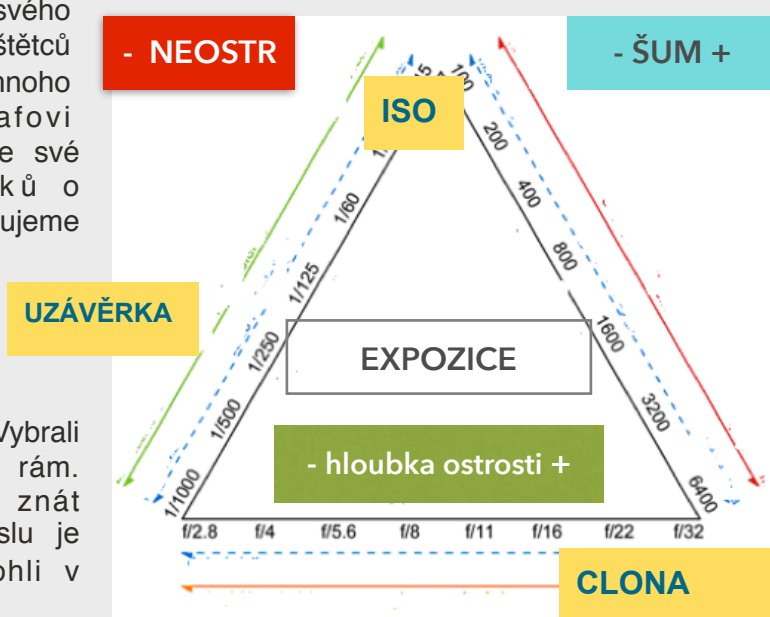 svého
štětců
mnoho
afovi
e své
ků o
ujeme
- NEOSTR
- ŠUM +
ISO
UZÁVĚRKA
EXPOZICE
- hloubka ostrosti +
CLONA
1/60
1/125
1/250
1/500
1/1000
100
200
400
800
1600
3200
6400
f/2.8 f/4 f/5.6 f/8 f/11 f/16 f/22 f/32
Vybrali
rám.
znát
slu je
ohli v